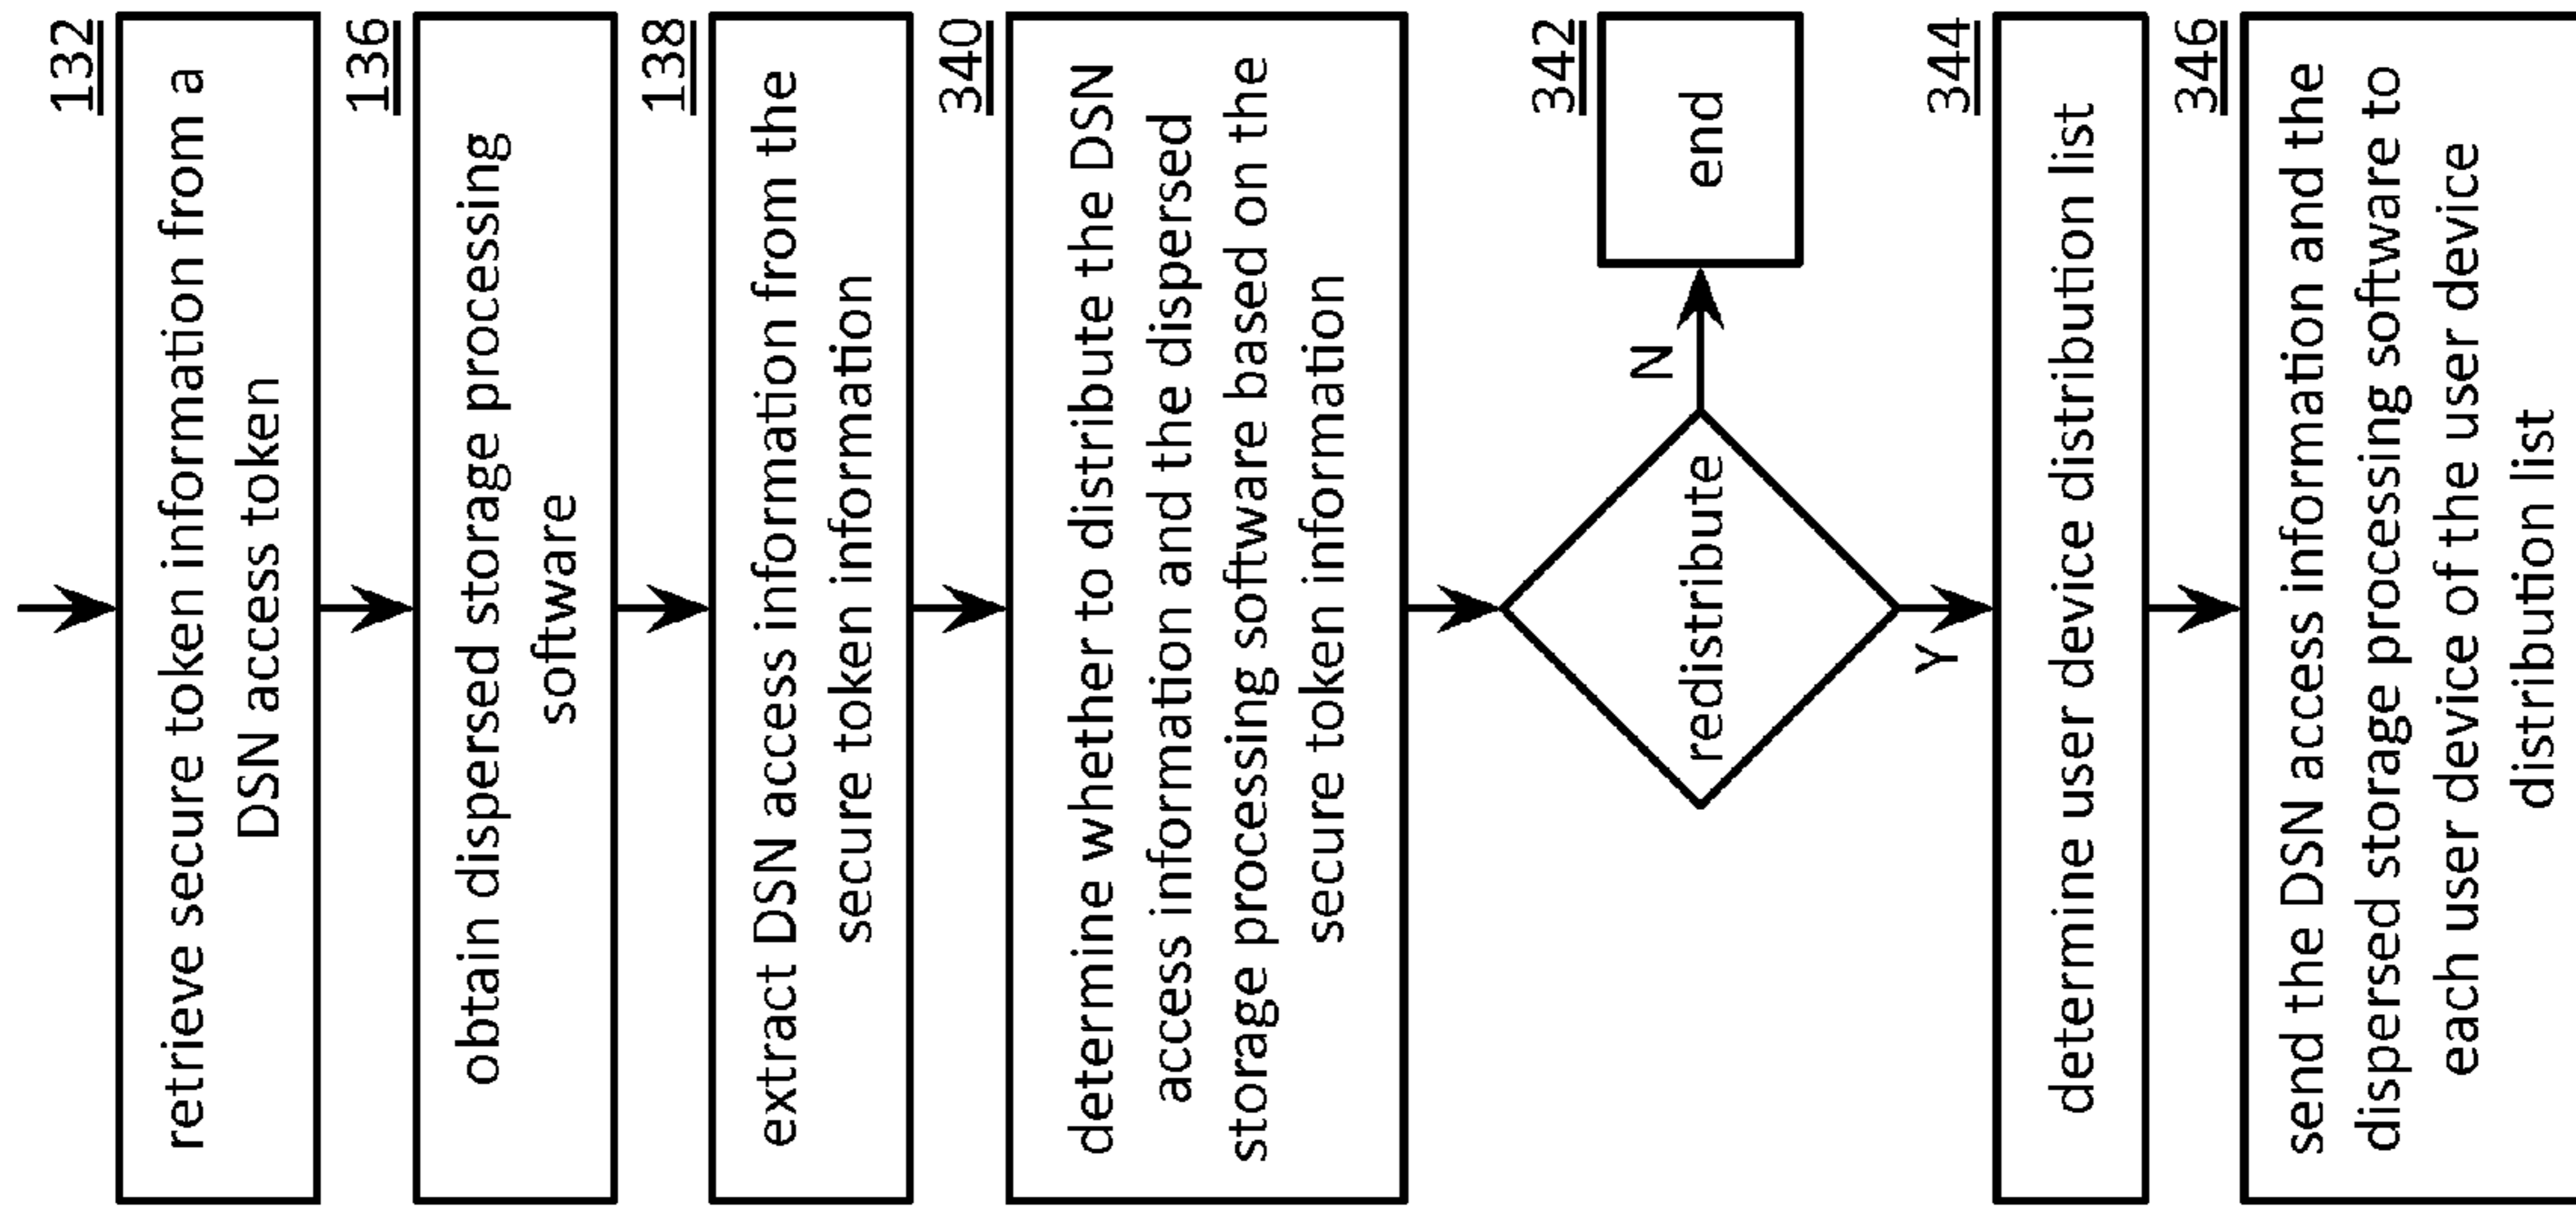 132
retrieve secure token information from a
DSN access token
136
obtain dispersed storage processing
software
138
extract DSN access information from the
secure token information
340
determine whether to distribute the DSN
access information and the dispersed
storage processing software based on the
secure token information
redistribute
N
342
end
Y
344
determine user device distribution list
346
send the DSN access information and the
dispersed storage processing software to
each user device of the user device
distribution list